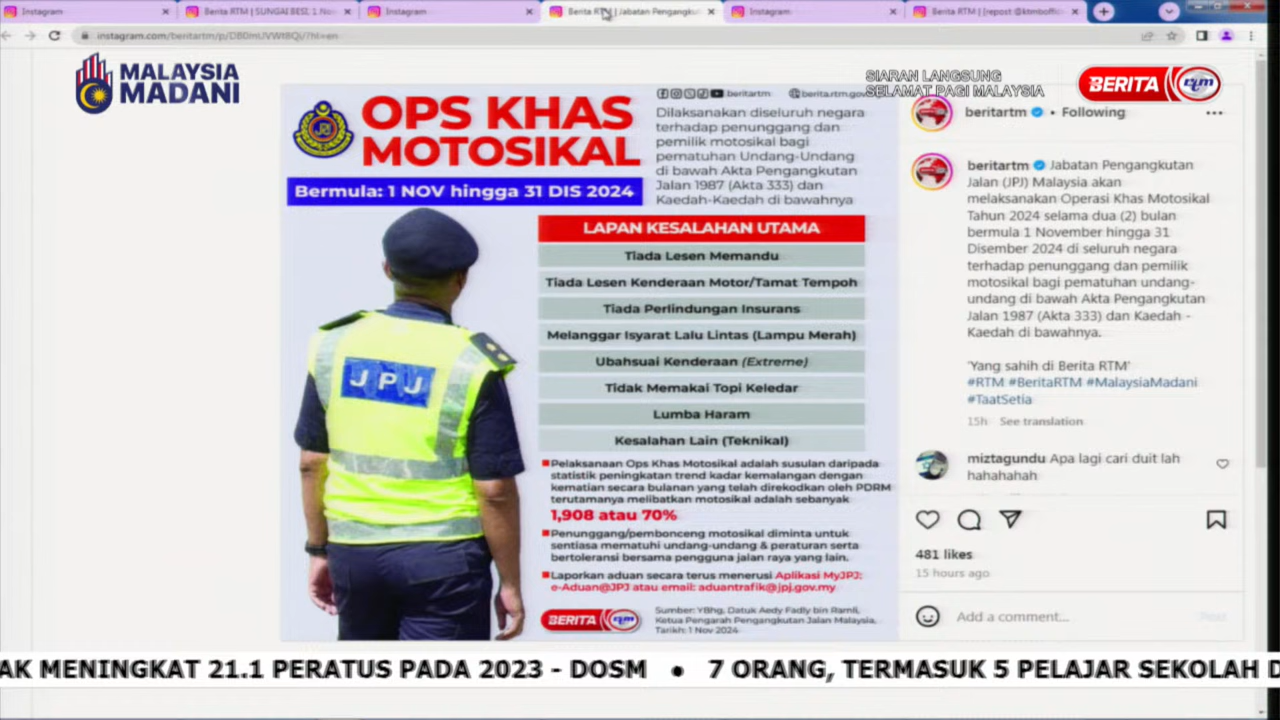 Instagram
Berita RTM | SUNGAI BESI, 1 Nov
Instagram
Berita RTM | Jabatan Pengangku
Instagram
Berita RTM | [repost @ktmboffic
MALAYSIA
MADANI
SIARAN LANGSUNG
SELAMAT PAGI MALAYSIA
BERITA rtm
OPS KHAS
MOTOSIKAL
Bermula: 1 NOV hingga 31 DIS 2024
beritartm berita.rtm.gov
Dilaksanakan diseluruh negara
terhadap penunggang dan
pemilik motosikal bagi
pematuhan Undang-Undang
di bawah Akta Pengangkutan
Jalan 1987 (Akta 333) dan
Kaedah-Kaedah di bawahnya
LAPAN KESALAHAN UTAMA
Tiada Lesen Memandu
Tiada Lesen Kenderaan Motor/Tamat Tempoh
Tiada Perlindungan Insurans
Melanggar Isyarat Lalu Lintas (Lampu Merah)
Ubahsuai Kenderaan (Extreme)
Tidak Memakai Topi Keledar
Lumba Haram
Kesalahan Lain (Teknikal)
JPJ
Pelaksanaan Ops Khas Motosikal adalah susulan daripada
statistik peningkatan trend kadar kemalangan dengan
kematian secara bulanan yang telah direkodkan oleh PDRM
terutamanya melibatkan motosikal adalah sebanyak
1,908 atau 70%
Penunggang/pembonceng motosikal diminta untuk
sentiasa mematuhi undang-undang & peraturan serta
bertoleransi bersama pengguna jalan raya yang lain.
Laporkan aduan secara terus menerusi Aplikasi MyJPJ:
e-Aduan@JPJ atau email: aduantrafik@jpj.gov.my
BERITA rtm
Sumber: YBhg, Datuk Aedy Fadly bin Ramli,
Ketua Pengarah Pengangkutan Jalan Malaysia,
Tarikh: 1 Nov 2024
beritartm • Following
beritartm Jabatan Pengangkutan
Jalan (JPJ) Malaysia akan
melaksanakan Operasi Khas Motosikal
Tahun 2024 selama dua (2) bulan
bermula 1 November hingga 31
Disember 2024 di seluruh negara
terhadap penunggang dan pemilik
motosikal bagi pematuhan undang-
undang di bawah Akta Pengangkutan
Jalan 1987 (Akta 333) dan Kaedah -
Kaedah di bawahnya.
'Yang sahih di Berita RTM'
#RTM #BeritaRTM #MalaysiaMadani
#TaatSetia
15h See translation
miztagundu Apa lagi cari duit lah
hahahahah
481 likes
15 hours ago
Add a comment...
Post
AK MENINGKAT 21.1 PERATUS PADA 2023 - DOSM • 7 ORANG, TERMASUK 5 PELAJAR SEKOLAH D